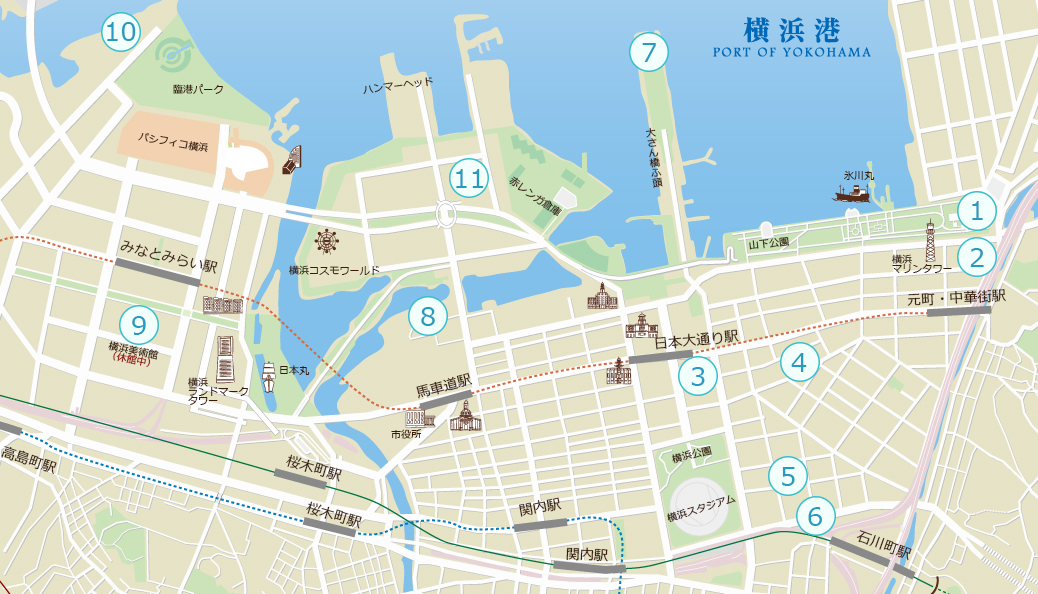 10
横浜港
PORT OF YOKOHAMA
7
臨港パーク
ハンマーヘッド
パシフィコ横浜
大さん橋ふ頭
11
赤レンガ倉庫
氷川丸
1
山下公園
2
横浜
マリンタワー
みなとみらい駅
横浜コスモワールド
元町・中華街駅
9
8
横浜美術館
(休館中)
日本大通り駅
4
3
日本丸
横浜
ランドマーク
タワー
馬車道駅
市役所
高島町駅
桜木町駅
横浜公園
5
桜木町駅
関内駅
横浜スタジアム
6
関内駅
石川町駅